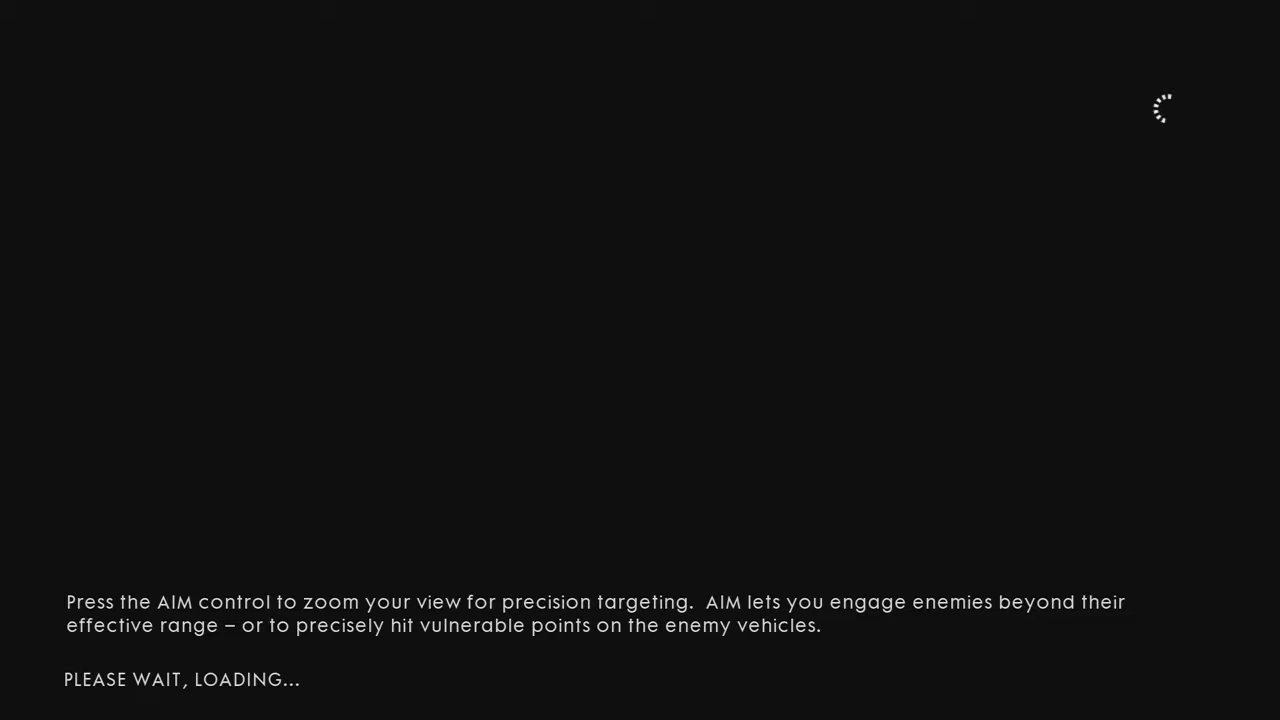 Press the AIM control to zoom your view for precision targeting.  AIM lets you engage enemies beyond their
effective range – or to precisely hit vulnerable points on the enemy vehicles.
PLEASE WAIT, LOADING...